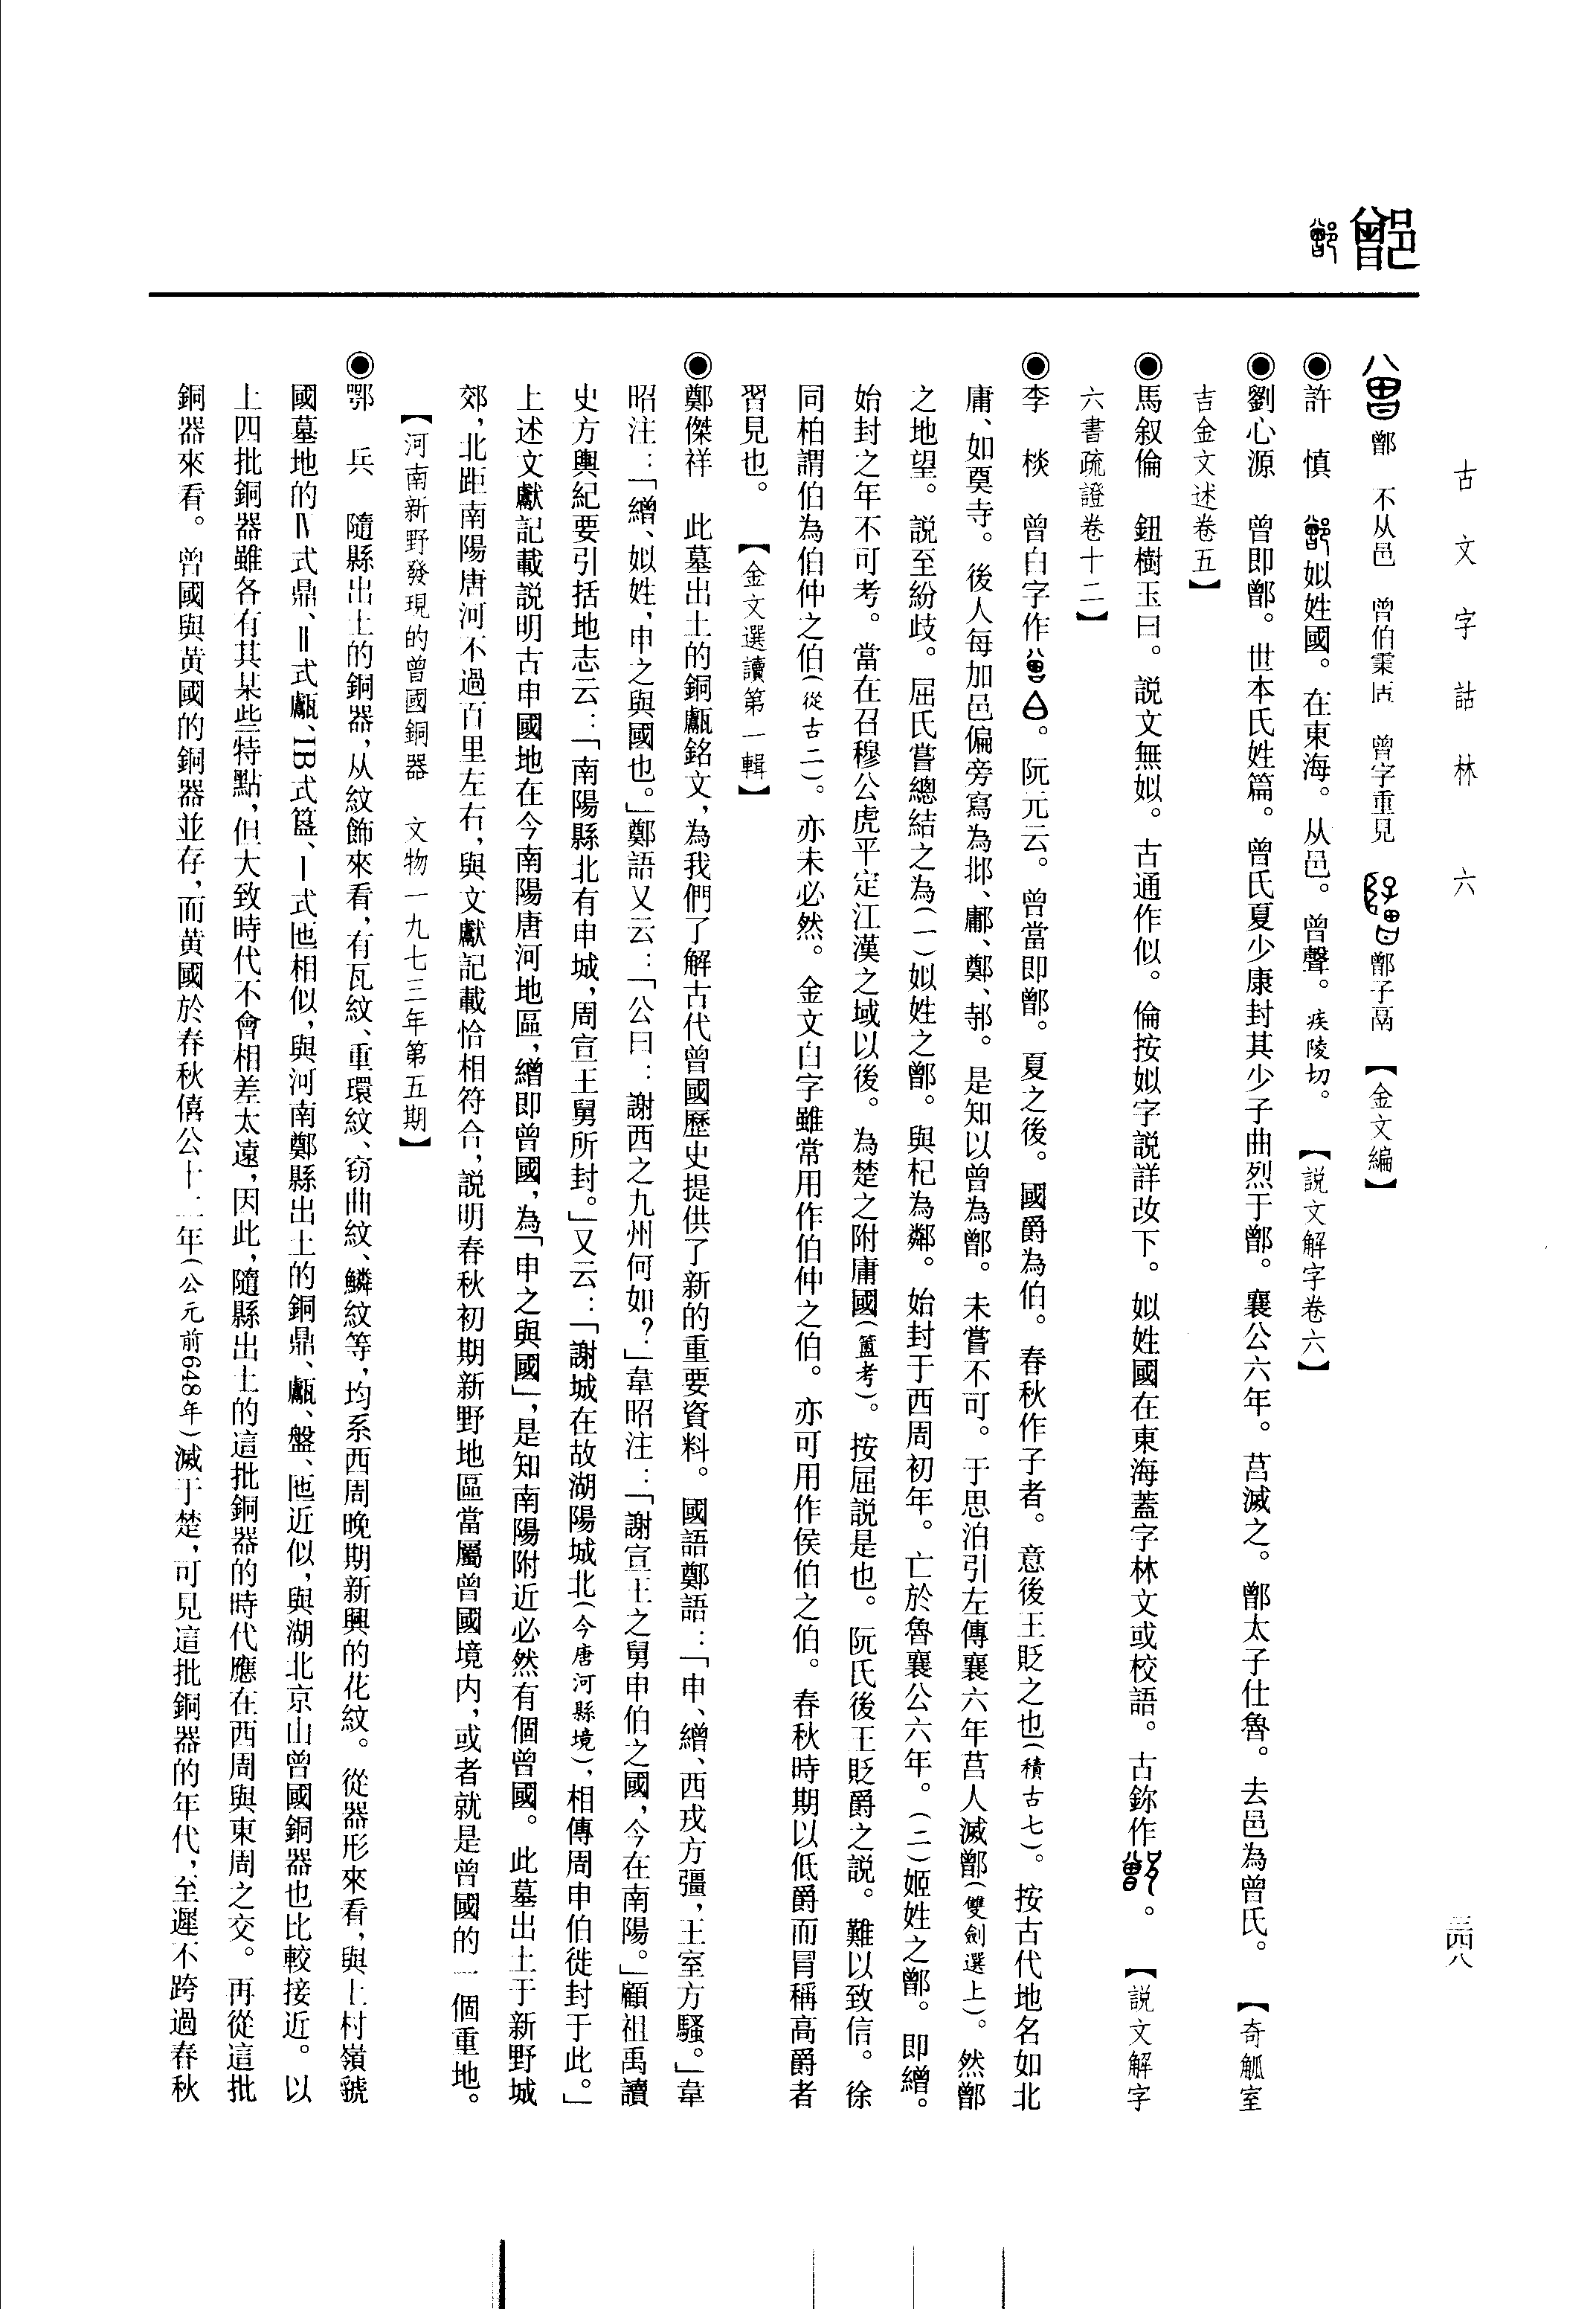 古文字詁林 六
三四八
鄫
鄫 不从邑 曾伯霥𠤳 曾字重見 鄫子鬲 【金文編】
●許 慎 姒姓國。在東海。从邑。曾聲。疾陵切。 【説文解字卷六】
●劉心源 曾即鄫。世本氏姓篇。曾氏夏少康封其少子曲烈于鄫。襄公六年。莒滅之。鄫太子仕魯。去邑為曾氏。 【奇觚室
吉金文述卷五】
●馬叙倫 鈕樹玉曰。説文無姒。古通作似。倫按姒字説詳改下。姒姓國在東海蓋字林文或校語。古鉨作。 【説文解字
六書疏證卷十二】
●李 棪 曾白字作。阮元云。曾當即鄫。夏之後。國爵為伯。春秋作子者。意後王貶之也(積古七)。按古代地名如北
庸、如奠寺。後人每加邑偏旁寫為邶、鄘、鄭、邿。是知以曾為鄫。未嘗不可。于思泊引左傳襄六年莒人滅鄫(雙劍選上)。然鄫
之地望。説至紛歧。屈氏嘗總結之為(一)姒姓之鄫。與杞為鄰。始封于西周初年。亡於魯襄公六年。(二)姬姓之鄫。即繒。
始封之年不可考。當在召穆公虎平定江漢之域以後。為楚之附庸國(簠考)。按屈説是也。阮氏後王貶爵之説。難以致信。徐
同柏謂伯為伯仲之伯(從古二)。亦未必然。金文白字雖常用作伯仲之伯。亦可用作侯伯之伯。春秋時期以低爵而冒稱高爵者
習見也。 【金文選讀第一輯】
●鄭傑祥 此墓出土的銅甗銘文,為我們了解古代曾國歷史提供了新的重要資料。國語鄭語:「申、繒、西戎方彊,王室方騷。」韋
昭注:「繒、姒姓,申之與國也。」鄭語又云:「公曰:謝西之九州何如?」韋昭注:「謝宣王之舅申伯之國,今在南陽。」顧祖禹讀
史方輿紀要引括地志云:「南陽縣北有申城,周宣王舅所封。」又云:「謝城在故湖陽城北(今唐河縣境),相傳周申伯徙封于此。」
上述文獻記載説明古申國地在今南陽唐河地區,繒即曾國,為「申之與國」,是知南陽附近必然有個曾國。此墓出土于新野城
郊,北距南陽唐河不過百里左右,與文獻記載恰相符合,説明春秋初期新野地區當屬曾國境内,或者就是曾國的一個重地。
【河南新野發現的曾國銅器 文物一九七三年第五期】
●鄂 兵 隨縣出土的銅器,从紋飾來看,有瓦紋、重環紋、窃曲紋、鱗紋等,均系西周晚期新興的花紋。從器形來看,與上村嶺虢
國墓地的Ⅳ式鼎、Ⅱ式甗、ⅠB式簋、Ⅰ式匜相似,與河南鄭縣出土的銅鼎、甗、盤、匜近似,與湖北京山曾國銅器也比較接近。以
上四批銅器雖各有其某些特點,但大致時代不會相差太遠,因此,隨縣出土的這批銅器的時代應在西周與東周之交。再從這批
銅器來看。曾國與黃國的銅器並存,而黃國於春秋僖公十二年(公元前648年)滅于楚,可見這批銅器的年代,至遲不跨過春秋